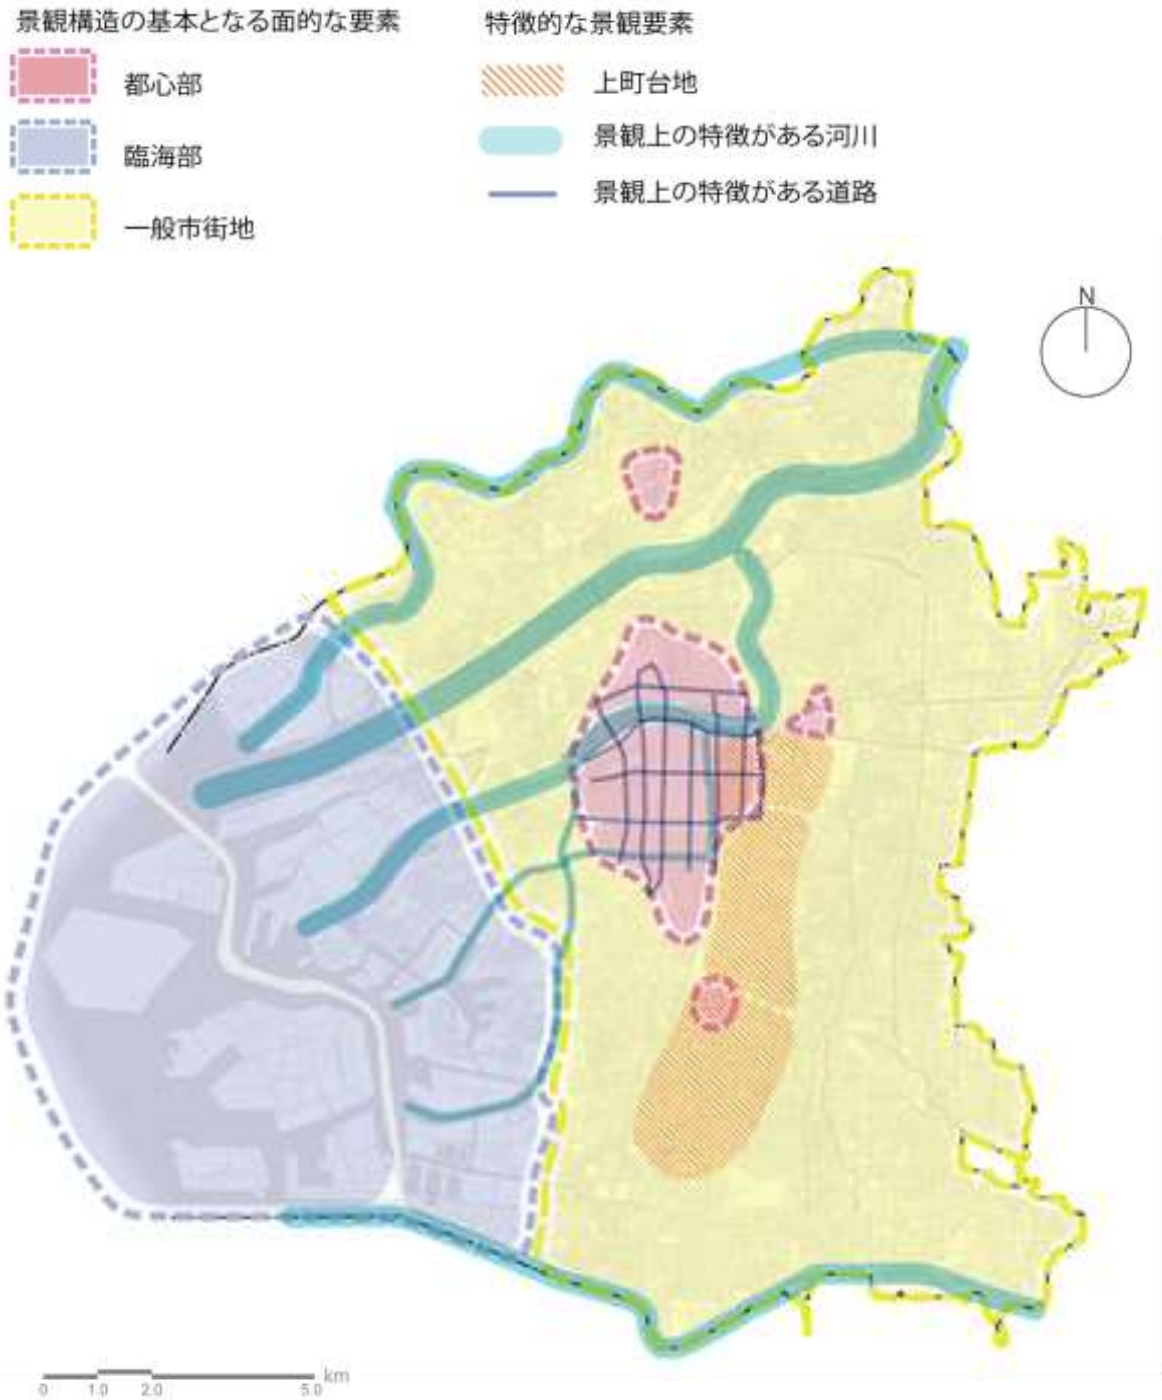 景観構造の基本となる面的な要素
都心部
臨海部
一般市街地
特徴的な景観要素
上町台地
景観上の特徴がある河川
景観上の特徴がある道路
N
0 1.0 2.0 5.0 km